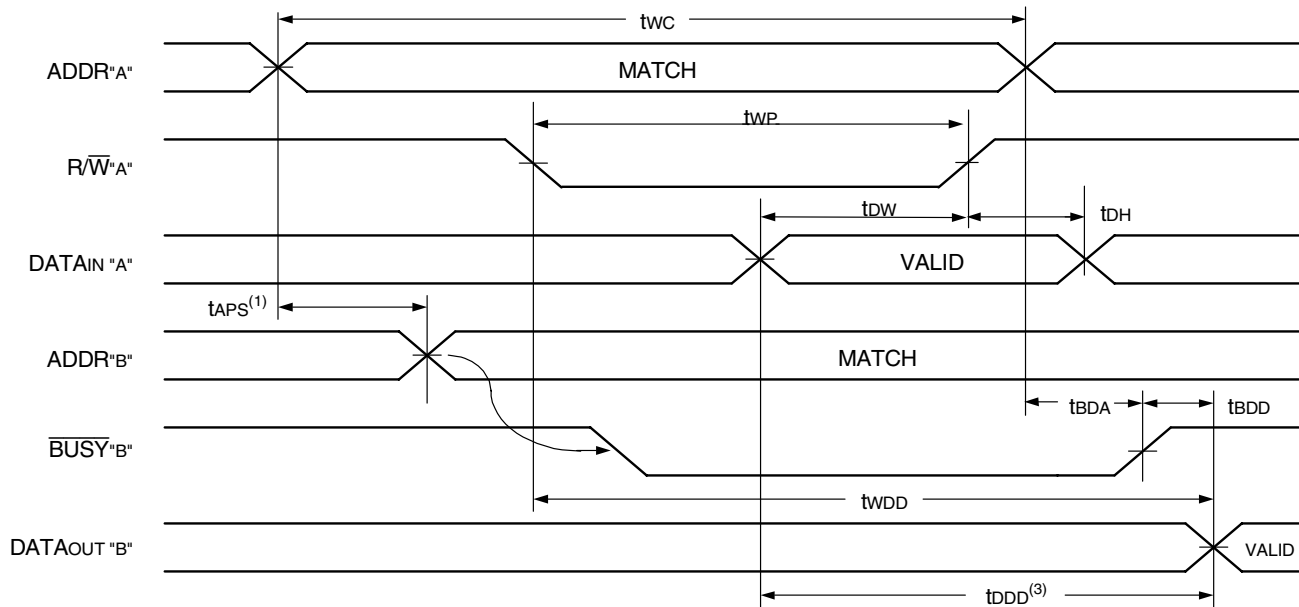 tWC
ADDR"A" MATCH
tWP
R/W̅"A"
tDW tDH
DATAIN "A" VALID
tAPS(1)
ADDR"B" MATCH
tBDA tBDD
B̅U̅S̅Y̅"B"
tWDD
DATAOUT "B" VALID
tDDD(3)